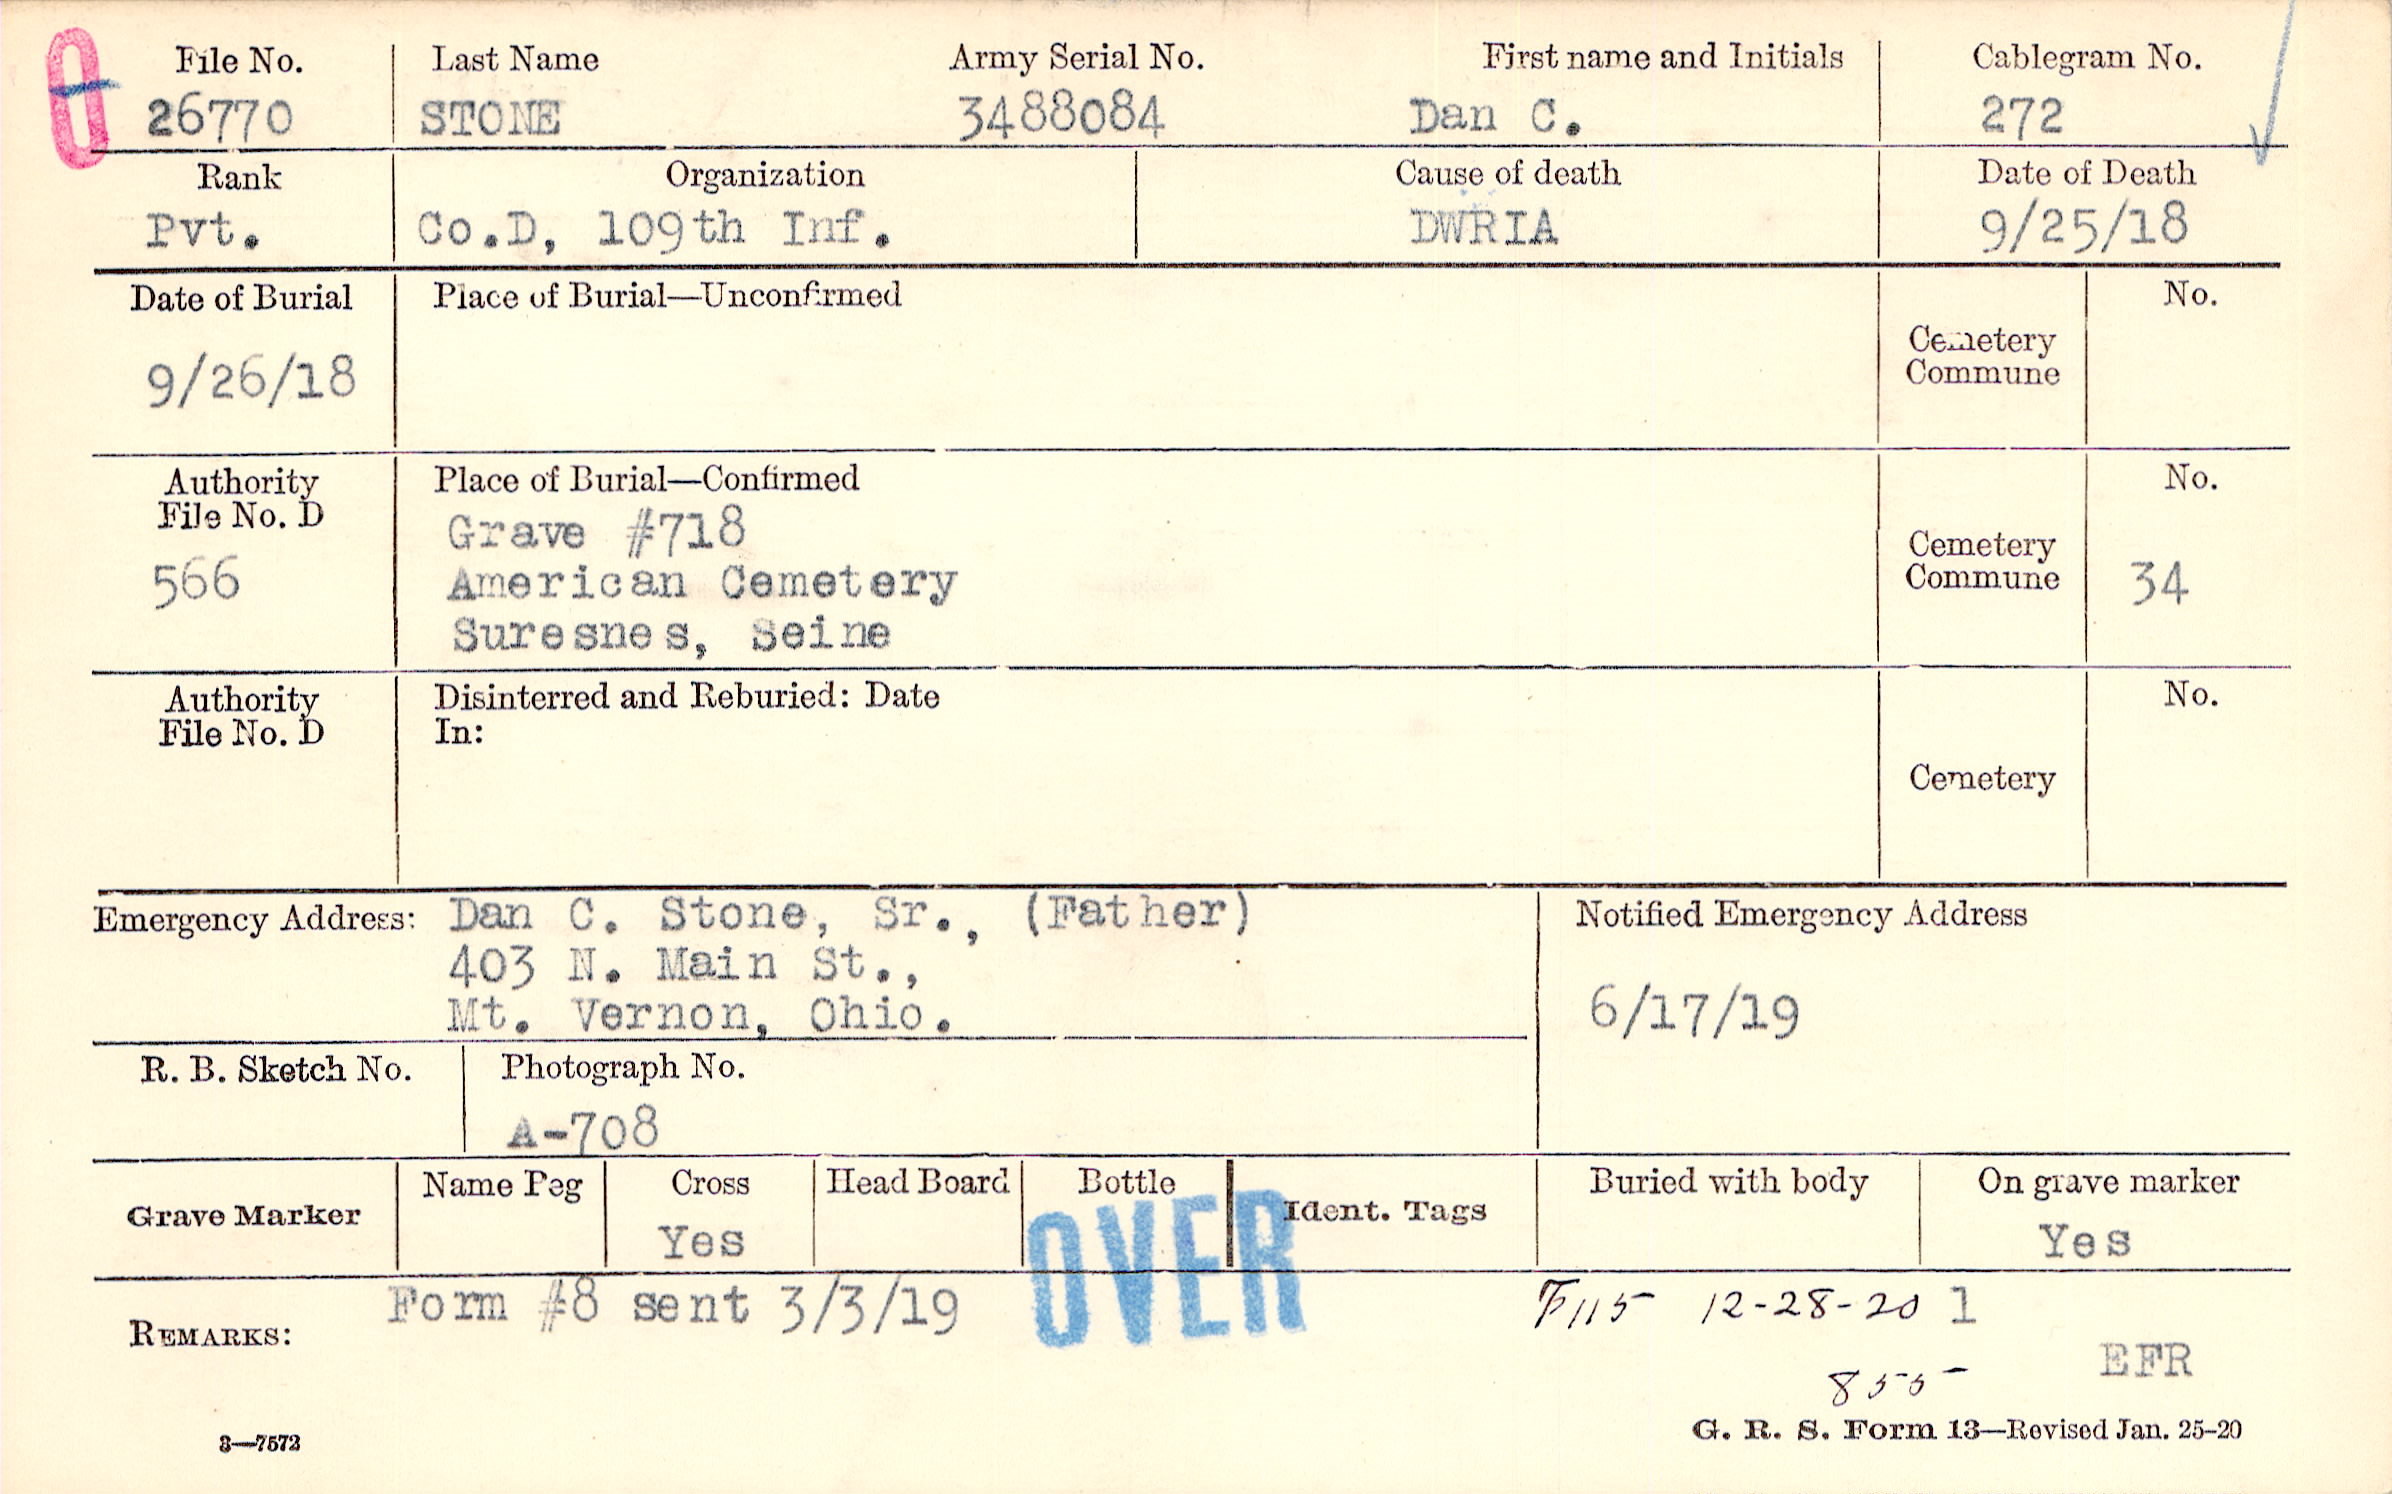 0
File No. Last Name Army Serial No. First name and Initials Cablegram No.
26770 STONE 3488084 Dan C. 272
Rank Organization Cause of death Date of Death
Pvt. Co.D, 109th Inf. DWRIA 9/25/18
Date of Burial Place of Burial—Unconfirmed No.
Cemetery
Commune
9/26/18
Authority Place of Burial—Confirmed No.
File No. D
Grave #718
Cemetery
566 American Cemetery Commune 34
Suresnes, Seine
Authority Disinterred and Reburied: Date No.
File No. D In:
Cemetery
Emergency Address: Dan C. Stone, Sr., (Father) Notified Emergency Address
403 N. Main St.,
Mt. Vernon, Ohio. 6/17/19
R. B. Sketch No. Photograph No.
A-708
Grave Marker Name Peg Cross Head Board Bottle Ident. Tags Buried with body On grave marker
Yes Yes
OVER
REMARKS: Form #8 sent 3/3/19 F115 12-28-20 1
EFR
855
3—7572 G. R. S. Form 13—Revised Jan. 25-20